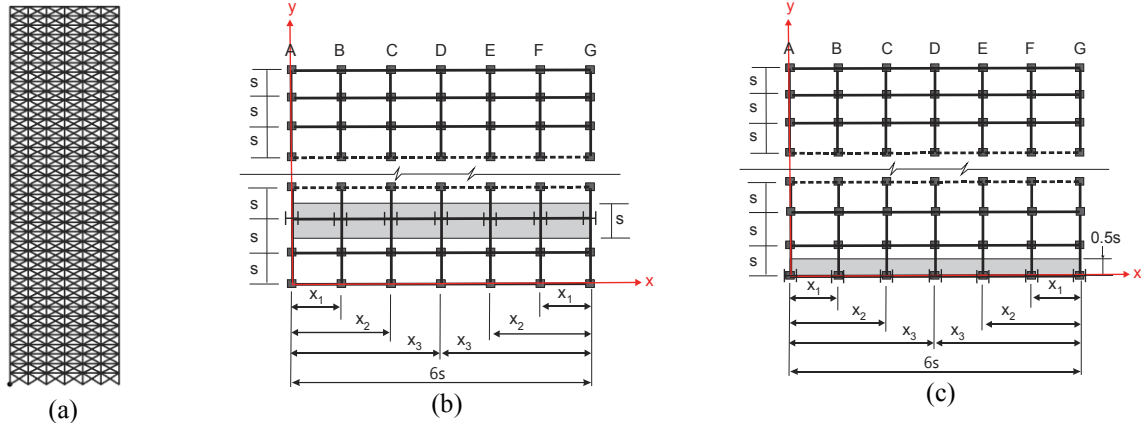 (a)
y
A B C D E F G
s
s
s
s
s
s
s
x
x₁
x₁
x₂
x₂
x₃
x₃
6s
(b)
y
A B C D E F G
s
s
s
s
s
s
0.5s
x
x₁
x₁
x₂
x₂
x₃
x₃
6s
(c)